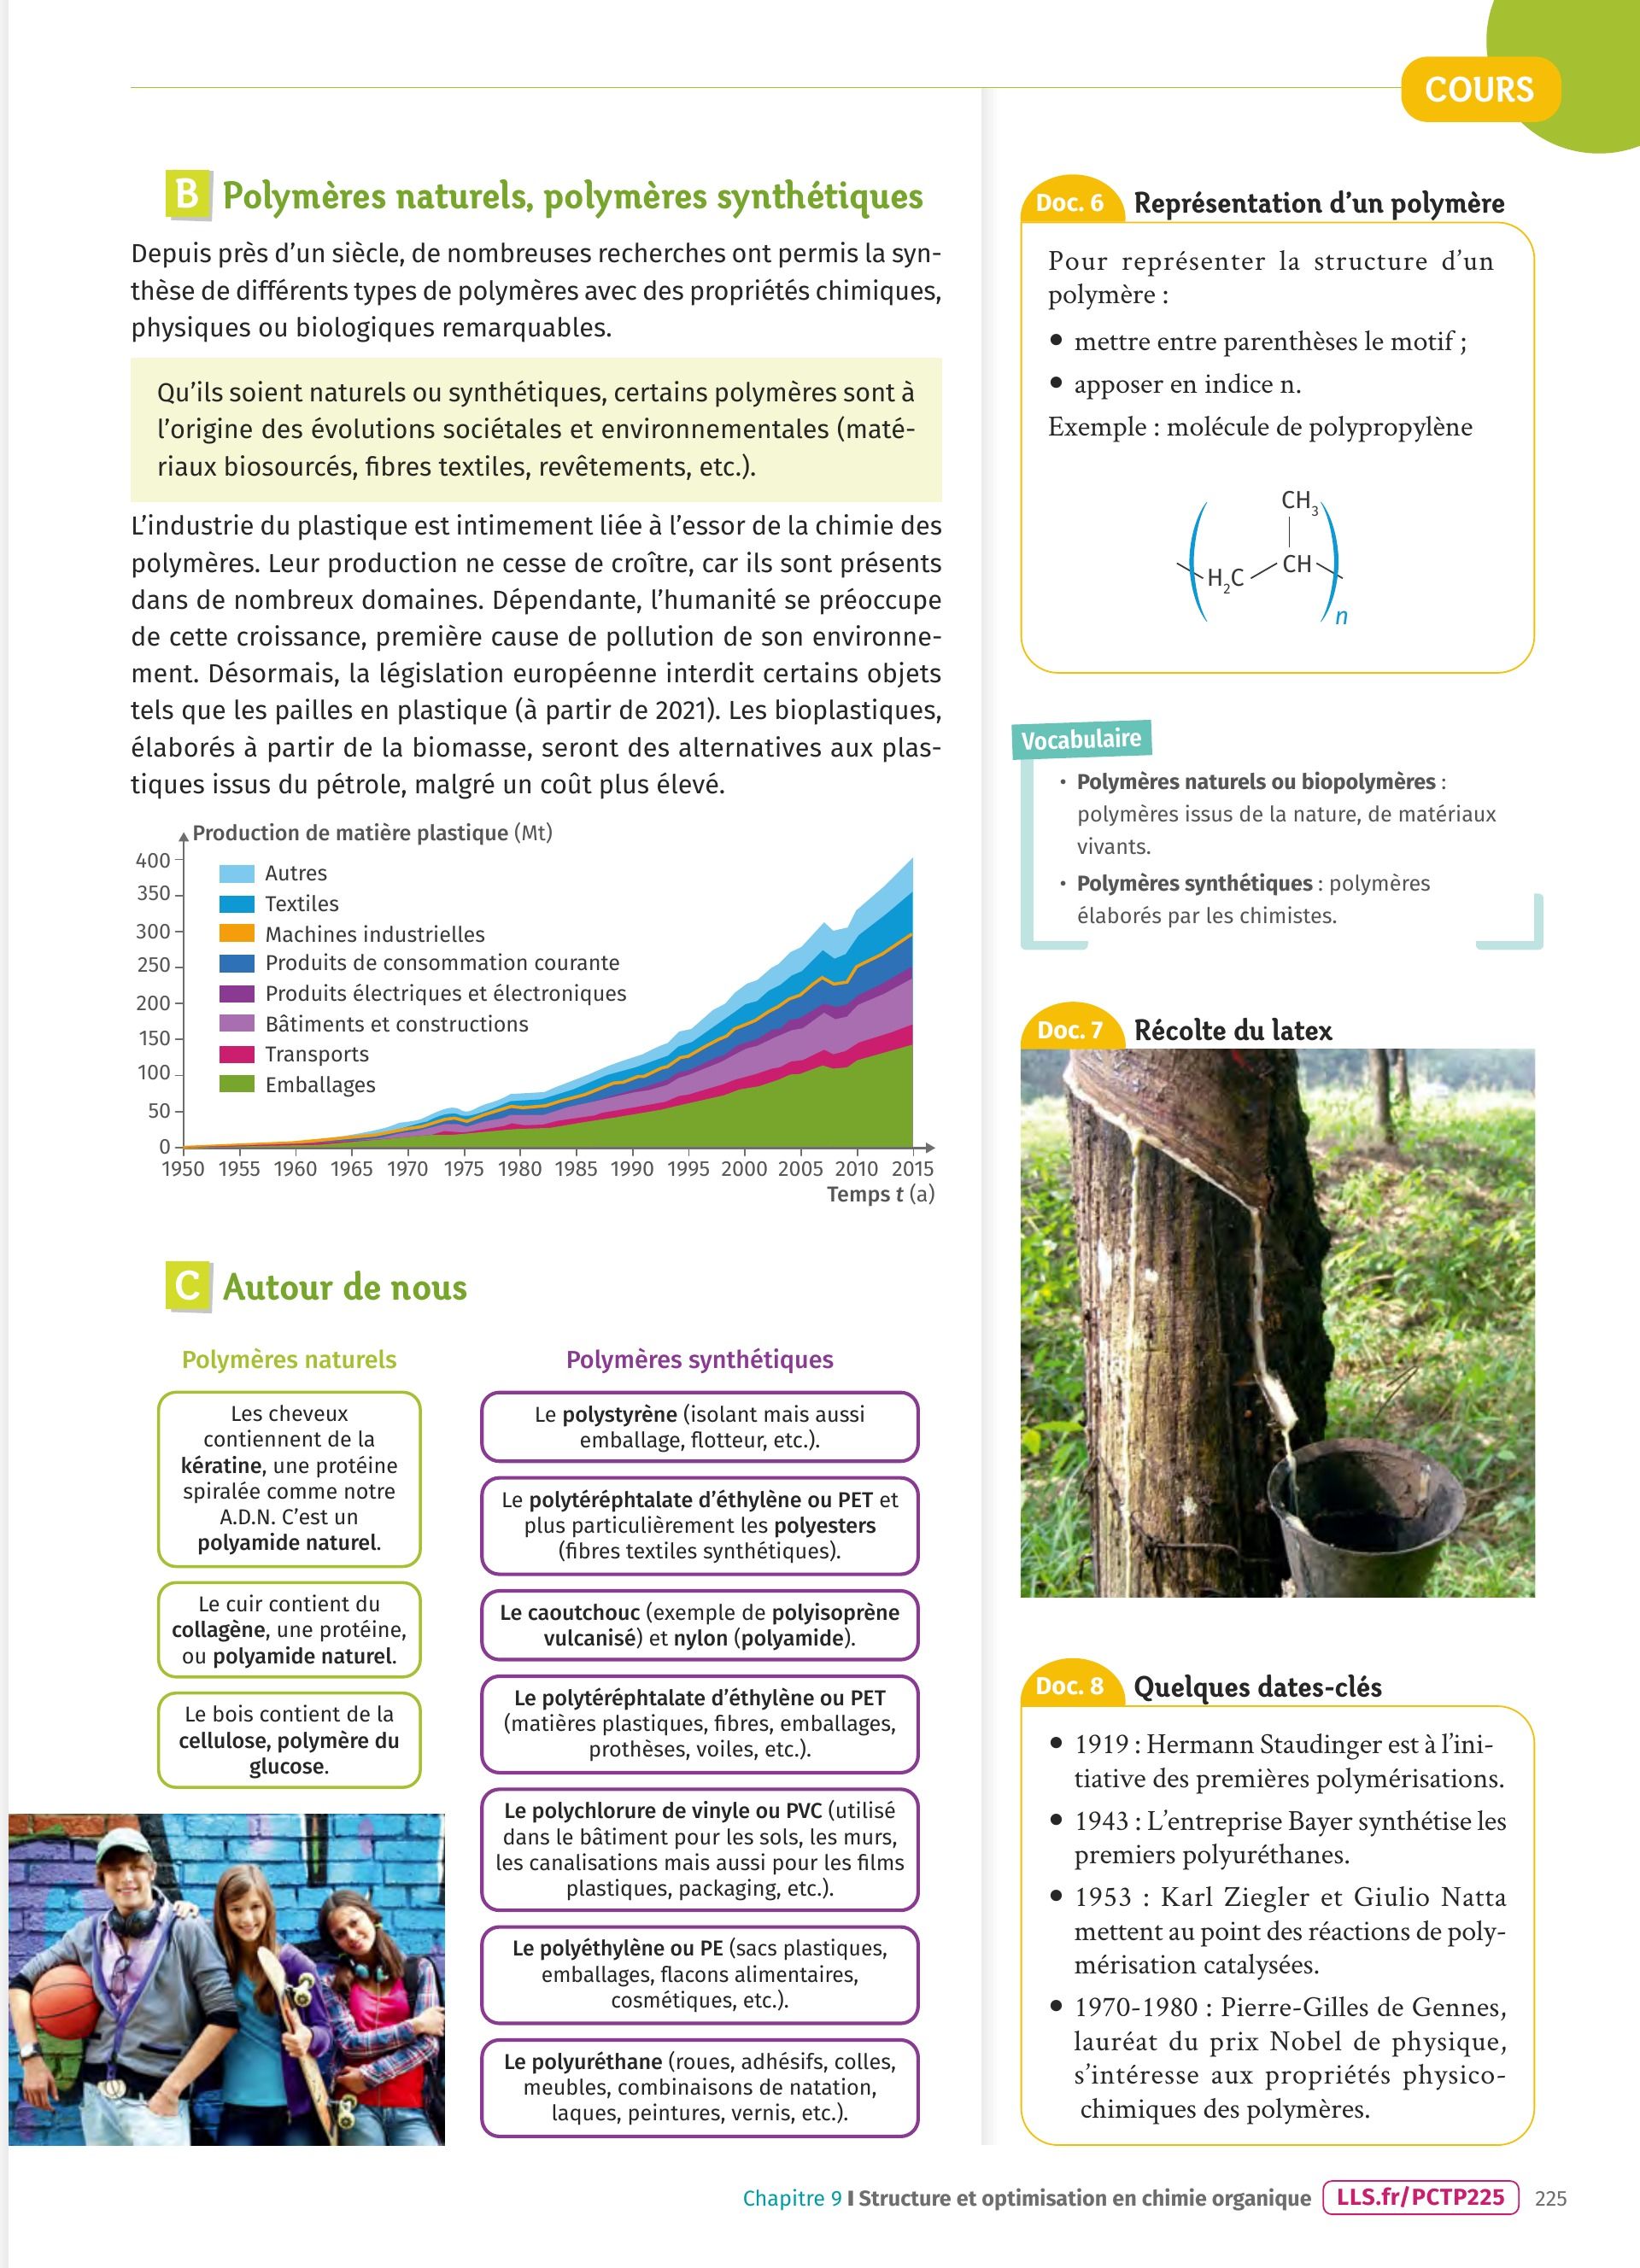 COURS
B Polymères naturels, polymères synthétiques
Depuis près d’un siècle, de nombreuses recherches ont permis la syn-
thèse de différents types de polymères avec des propriétés chimiques,
physiques ou biologiques remarquables.
Qu’ils soient naturels ou synthétiques, certains polymères sont à
l’origine des évolutions sociétales et environnementales (maté-
riaux biosourcés, fibres textiles, revêtements, etc.).
L’industrie du plastique est intimement liée à l’essor de la chimie des
polymères. Leur production ne cesse de croître, car ils sont présents
dans de nombreux domaines. Dépendante, l’humanité se préoccupe
de cette croissance, première cause de pollution de son environne-
ment. Désormais, la législation européenne interdit certains objets
tels que les pailles en plastique (à partir de 2021). Les bioplastiques,
élaborés à partir de la biomasse, seront des alternatives aux plas-
tiques issus du pétrole, malgré un coût plus élevé.
Production de matière plastique (Mt)
400
350
300
250
200
150
100
50
0
Autres
Textiles
Machines industrielles
Produits de consommation courante
Produits électriques et électroniques
Bâtiments et constructions
Transports
Emballages
1950 1955 1960 1965 1970 1975 1980 1985 1990 1995 2000 2005 2010 2015
Temps t (a)
C Autour de nous
Polymères naturels
Les cheveux
contiennent de la
kératine, une protéine
spiralée comme notre
A.D.N. C’est un
polyamide naturel.
Le cuir contient du
collagène, une protéine,
ou polyamide naturel.
Le bois contient de la
cellulose, polymère du
glucose.
Polymères synthétiques
Le polystyrène (isolant mais aussi
emballage, flotteur, etc.).
Le polytéréphtalate d’éthylène ou PET et
plus particulièrement les polyesters
(fibres textiles synthétiques).
Le caoutchouc (exemple de polyisoprène
vulcanisé) et nylon (polyamide).
Le polytéréphtalate d’éthylène ou PET
(matières plastiques, fibres, emballages,
prothèses, voiles, etc.).
Le polychlorure de vinyle ou PVC (utilisé
dans le bâtiment pour les sols, les murs,
les canalisations mais aussi pour les films
plastiques, packaging, etc.).
Le polyéthylène ou PE (sacs plastiques,
emballages, flacons alimentaires,
cosmétiques, etc.).
Le polyuréthane (roues, adhésifs, colles,
meubles, combinaisons de natation,
laques, peintures, vernis, etc.).
Doc. 6 Représentation d’un polymère
Pour représenter la structure d’un
polymère :
• mettre entre parenthèses le motif ;
• apposer en indice n.
Exemple : molécule de polypropylène
CH₃
H₂C CH
n
Vocabulaire
• Polymères naturels ou biopolymères :
polymères issus de la nature, de matériaux
vivants.
• Polymères synthétiques : polymères
élaborés par les chimistes.
Doc. 7 Récolte du latex
Doc. 8 Quelques dates-clés
• 1919 : Hermann Staudinger est à l’ini-
tiative des premières polymérisations.
• 1943 : L’entreprise Bayer synthétise les
premiers polyuréthanes.
• 1953 : Karl Ziegler et Giulio Natta
mettent au point des réactions de poly-
mérisation catalysées.
• 1970-1980 : Pierre-Gilles de Gennes,
lauréat du prix Nobel de physique,
s’intéresse aux propriétés physico-
chimiques des polymères.
Chapitre 9 I Structure et optimisation en chimie organique LLS.fr/PCTP225 225